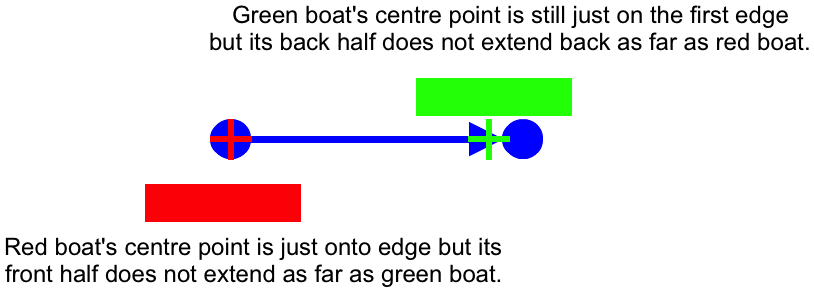 Green boat's centre point is still just on the first edge
but its back half does not extend back as far as red boat.
Red boat's centre point is just onto edge but its
front half does not extend as far as green boat.